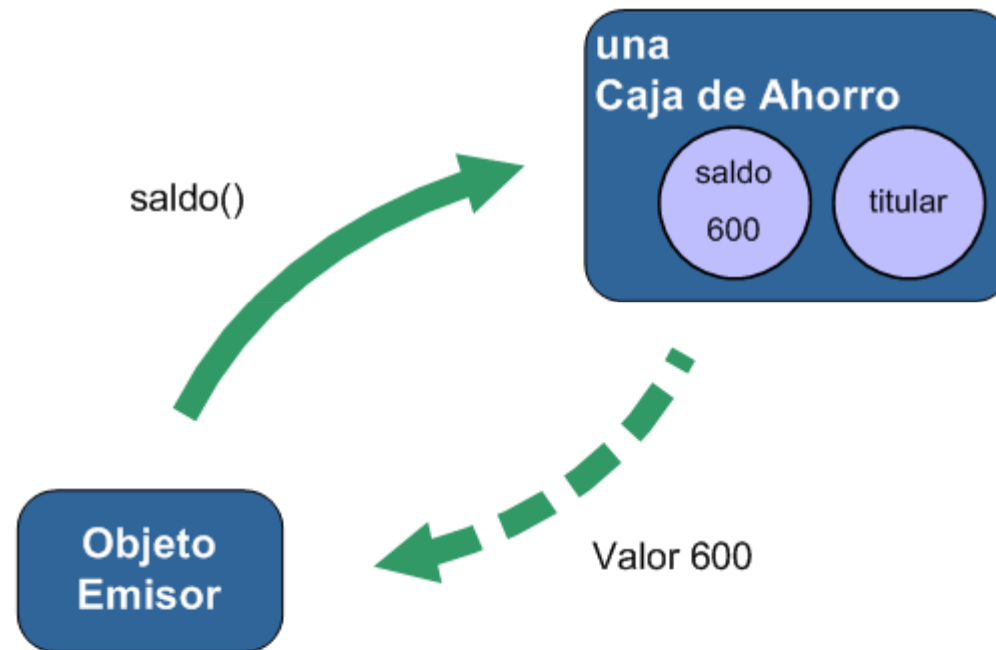 una
Caja de Ahorro
saldo
600
titular
saldo()
Valor 600
Objeto
Emisor